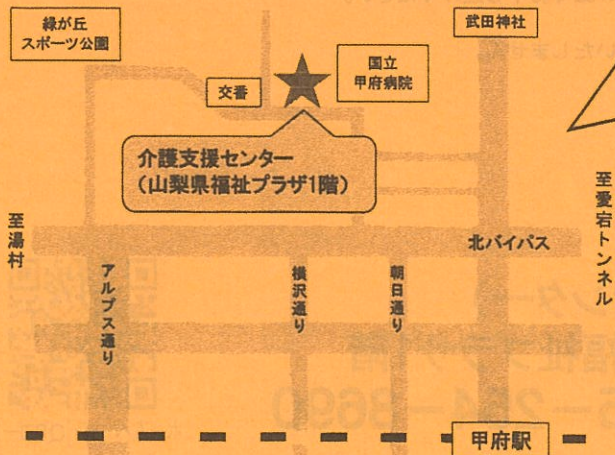 緑が丘
スポーツ公園
武田神社
国立
甲府病院
交番
介護支援センター
(山梨県福祉プラザ1階)
至愛宕トンネル
至湯村
北バイパス
アルプス通り
横沢通り
朝日通り
甲府駅